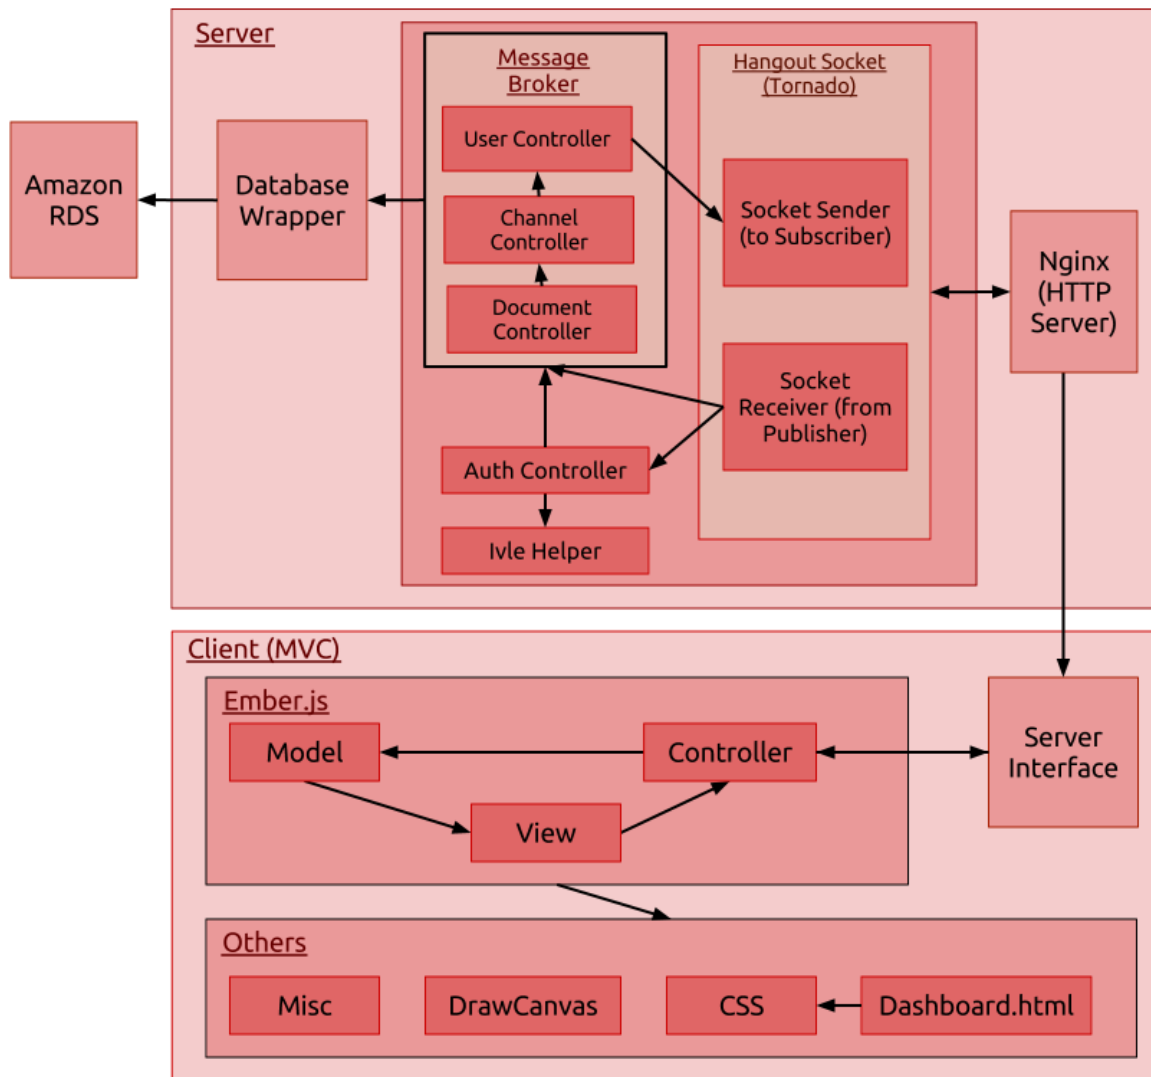 Server
Message
Broker
User Controller
Channel
Controller
Document
Controller
Hangout Socket
(Tornado)
Socket Sender
(to Subscriber)
Socket
Receiver (from
Publisher)
Amazon
RDS
Database
Wrapper
Nginx
(HTTP
Server)
Auth Controller
Ivle Helper
Client (MVC)
Ember.js
Model
Controller
View
Server
Interface
Others
Misc
DrawCanvas
CSS
Dashboard.html